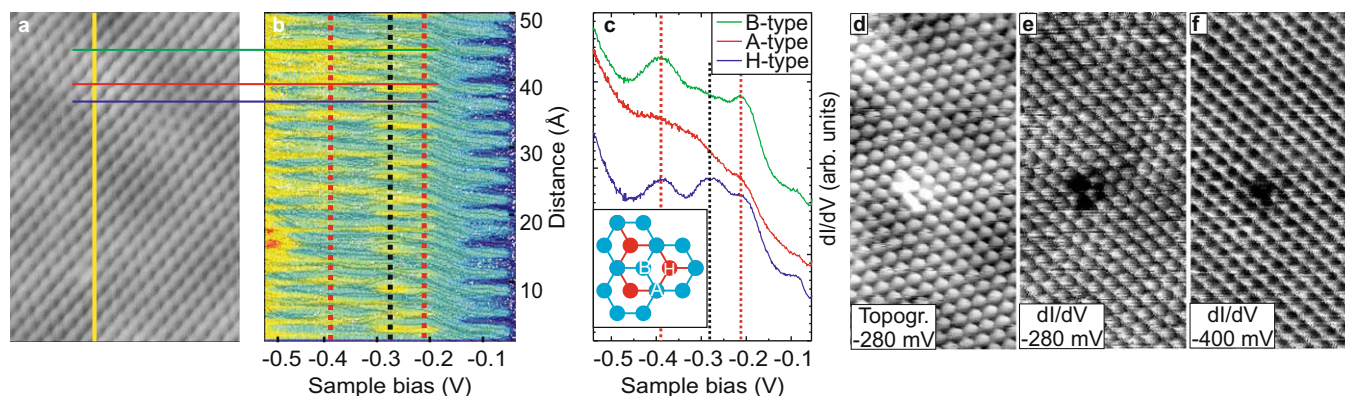 a
b
-0.5 -0.4 -0.3 -0.2 -0.1
Sample bias (V)
50
40
30
20
10
Distance (Å)
c
B-type
A-type
H-type
B
H
A
-0.5 -0.4 -0.3 -0.2 -0.1
Sample bias (V)
dI/dV (arb. units)
d
Topogr.
-280 mV
e
dI/dV
-280 mV
f
dI/dV
-400 mV